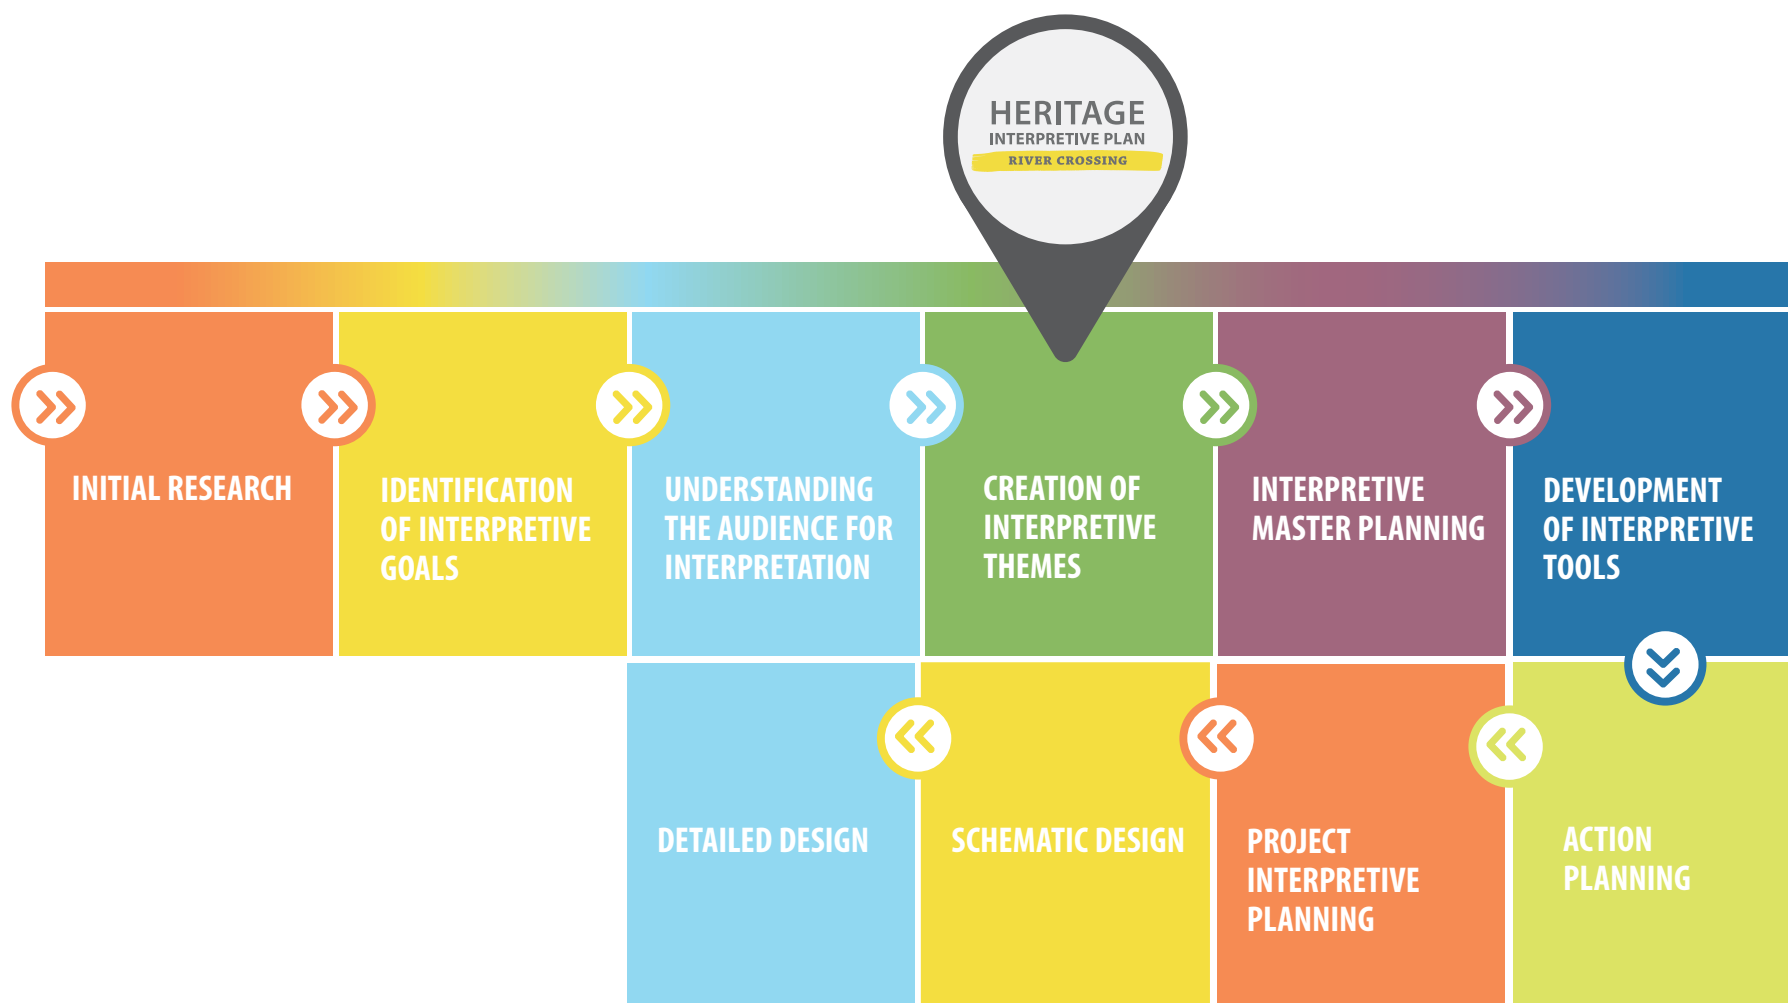 HERITAGE
INTERPRETIVE PLAN
RIVER CROSSING
INITIAL RESEARCH
IDENTIFICATION
OF INTERPRETIVE
GOALS
UNDERSTANDING
THE AUDIENCE FOR
INTERPRETATION
CREATION OF
INTERPRETIVE
THEMES
INTERPRETIVE
MASTER PLANNING
DEVELOPMENT
OF INTERPRETIVE
TOOLS
ACTION
PLANNING
PROJECT
INTERPRETIVE
PLANNING
SCHEMATIC DESIGN
DETAILED DESIGN